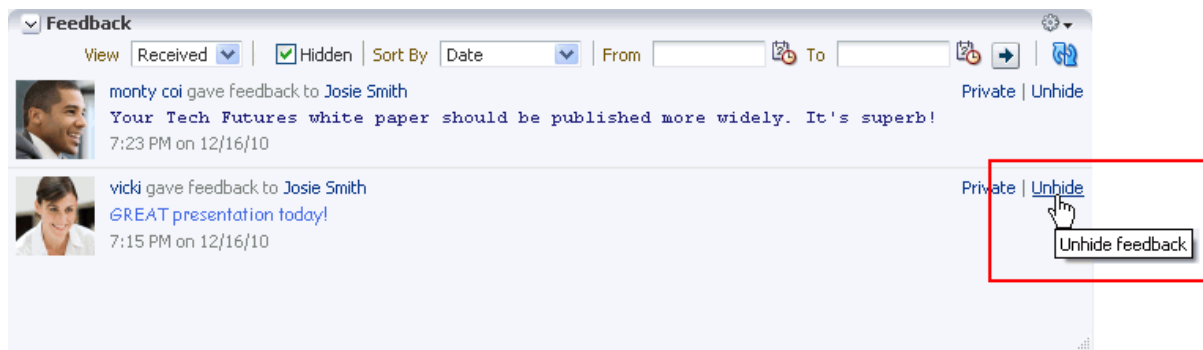 Feedback
View Received Hidden Sort By Date From To
monty coi gave feedback to Josie Smith Private | Unhide
Your Tech Futures white paper should be published more widely. It's superb!
7:23 PM on 12/16/10
vicki gave feedback to Josie Smith Private | Unhide
GREAT presentation today!
7:15 PM on 12/16/10
Unhide feedback